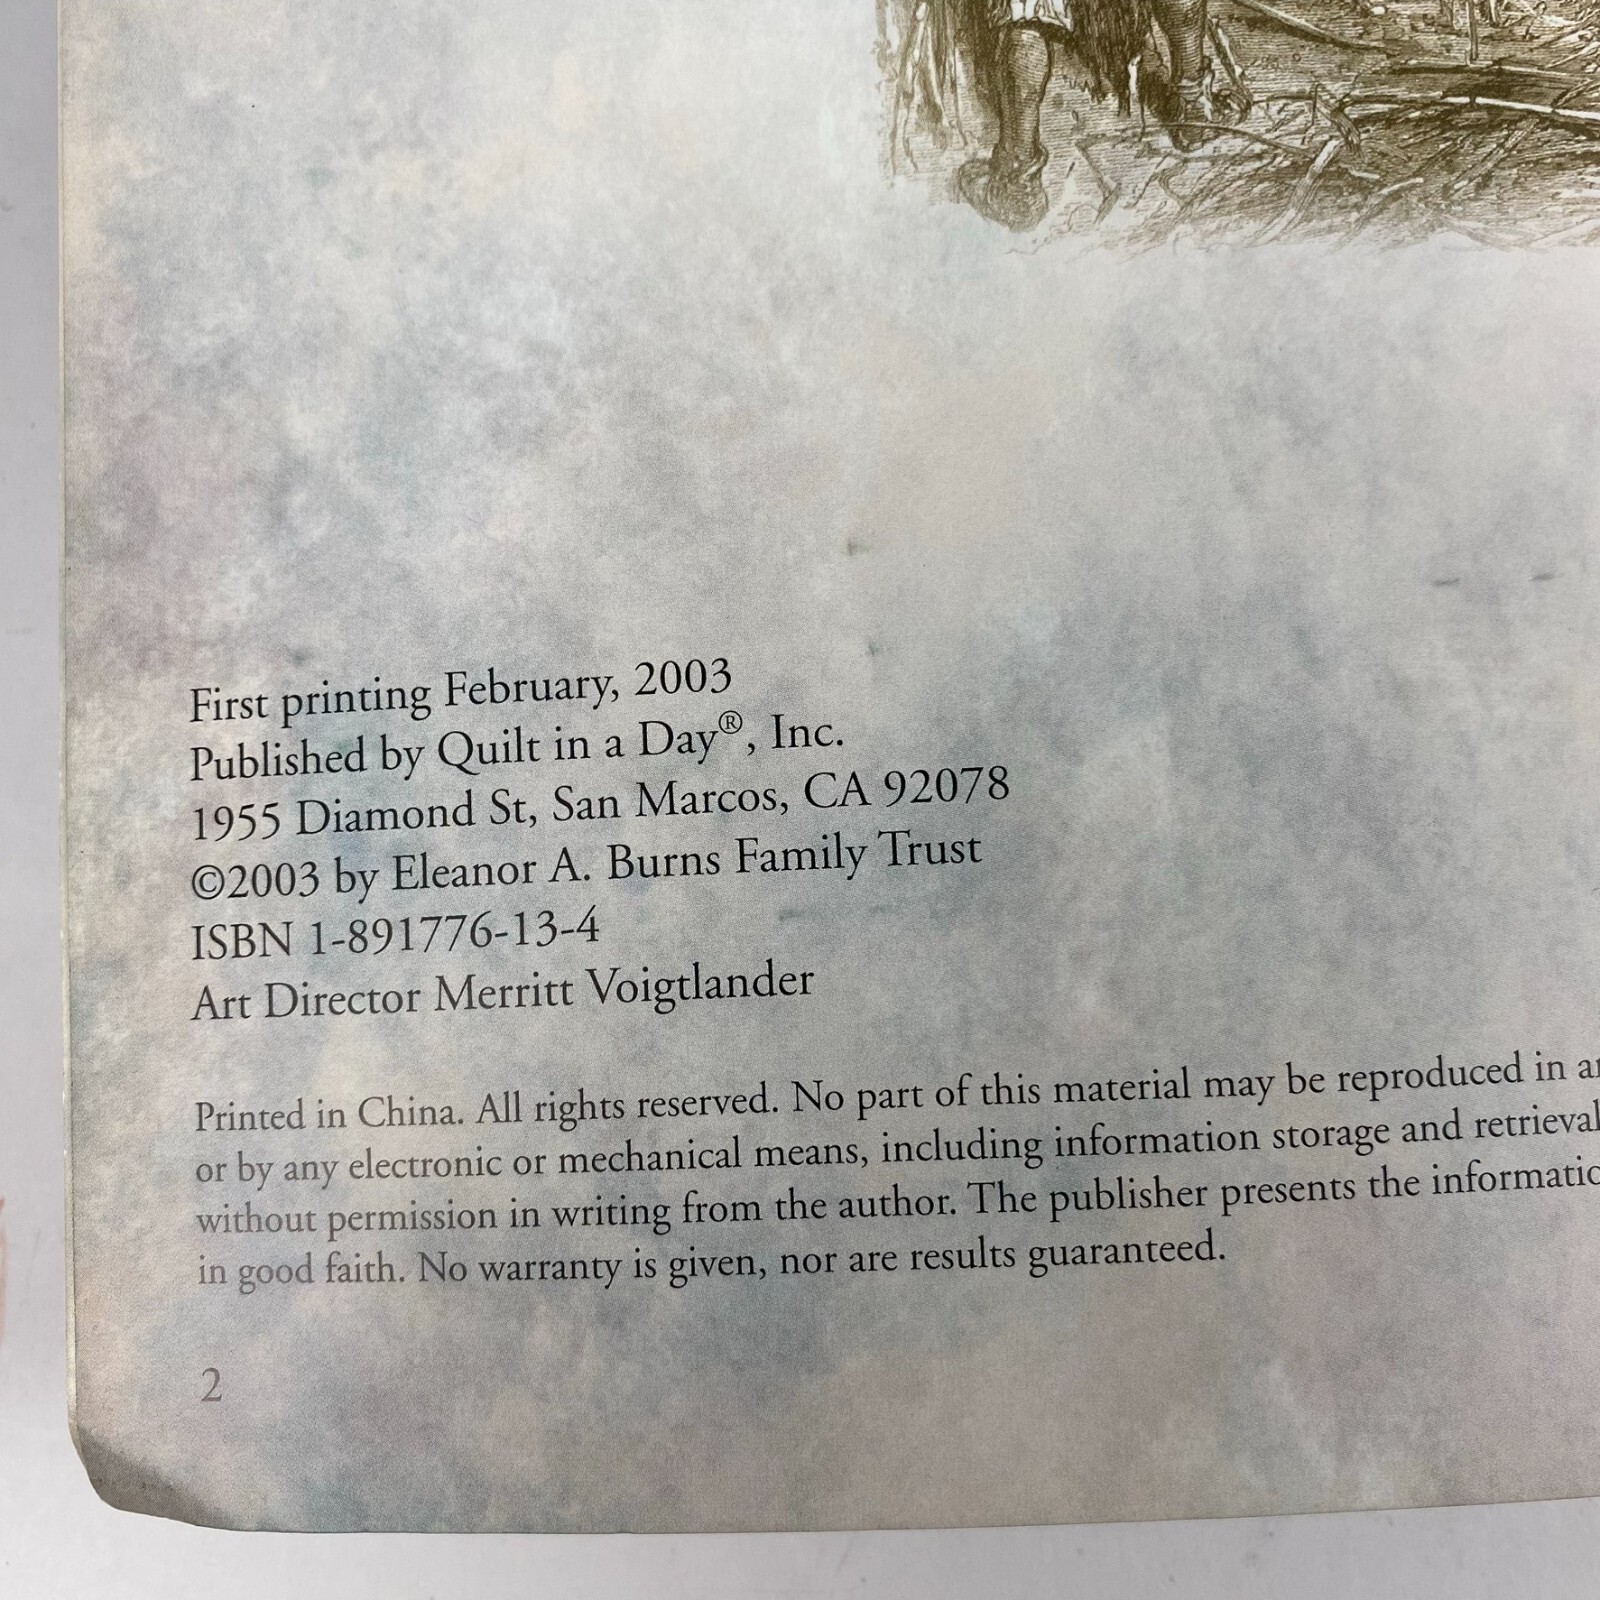 First printing February, 2003
Published by Quilt in a Day®, Inc.
1955 Diamond St, San Marcos, CA 92078
©2003 by Eleanor A. Burns Family Trust
ISBN 1-891776-13-4
Art Director Merritt Voigtlander
Printed in China. All rights reserved. No part of this material may be reproduced in
or by any electronic or mechanical means, including information storage and retrieval
without permission in writing from the author. The publisher presents the
in good faith. No warranty is given, nor are results guaranteed.
2